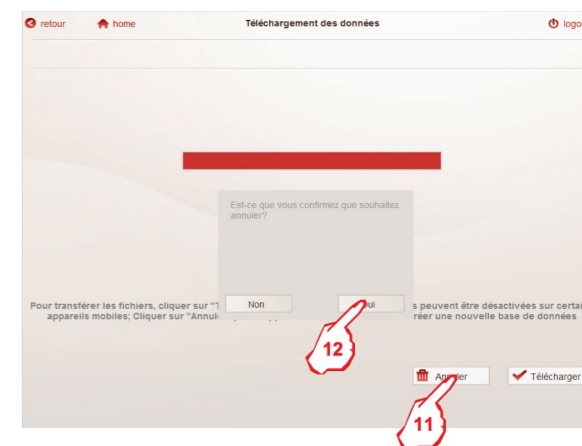 retour home Téléchargement des données logo
Est-ce que vous confirmez que souhaitez
annuler?
Non
Pour transférer les fichiers, cliquer sur "T s peuvent être désactivées sur certai
appareils mobiles; Cliquer sur "Annul réer une nouvelle base de données
12
Télécharger
11